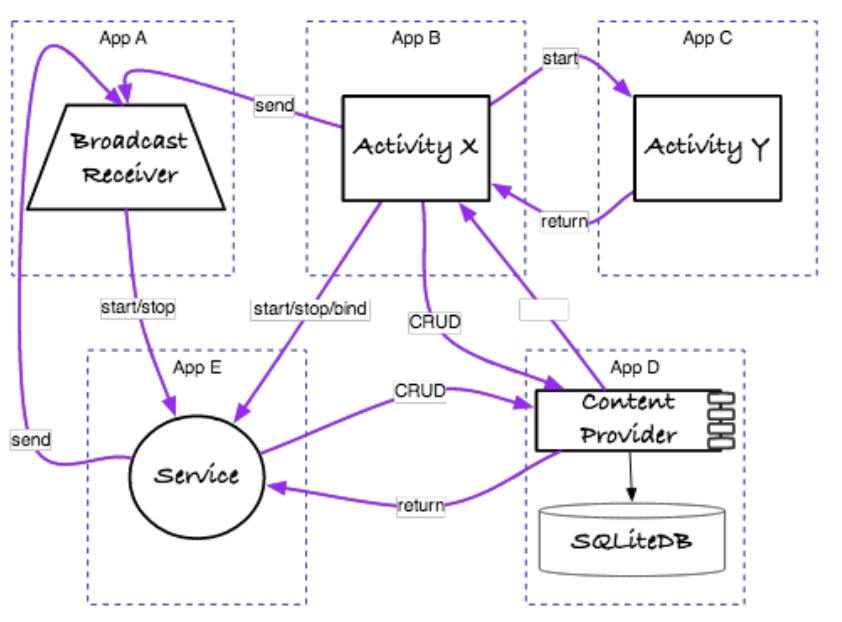 App A
App B
App C
start
send
Broadcast
Receiver
Activity X
Activity Y
return
start/stop
start/stop/bind
CRUD
App E
App D
CRUD
Content
Provider
send
Service
return
SQLiteDB